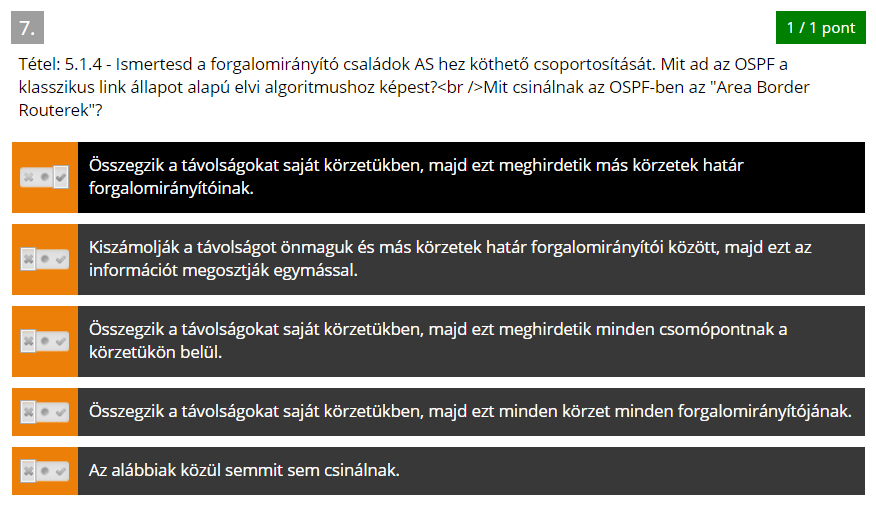 7.
1 / 1 pont
Tétel: 5.1.4 - Ismertesd a forgalomirányító családok AS hez köthető csoportosítását. Mit ad az OSPF a
klasszikus link állapot alapú elvi algoritmushoz képest?<br />Mit csinálnak az OSPF-ben az "Area Border
Routerek"?
Összegzik a távolságokat saját körzetükben, majd ezt meghirdetik más körzetek határ
forgalomirányítóinak.
Kiszámolják a távolságot önmaguk és más körzetek határ forgalomirányítói között, majd ezt az
információt megosztják egymással.
Összegzik a távolságokat saját körzetükben, majd ezt meghirdetik minden csomópontnak a
körzetükön belül.
Összegzik a távolságokat saját körzetükben, majd ezt minden körzet minden forgalomirányítójának.
Az alábbiak közül semmit sem csinálnak.